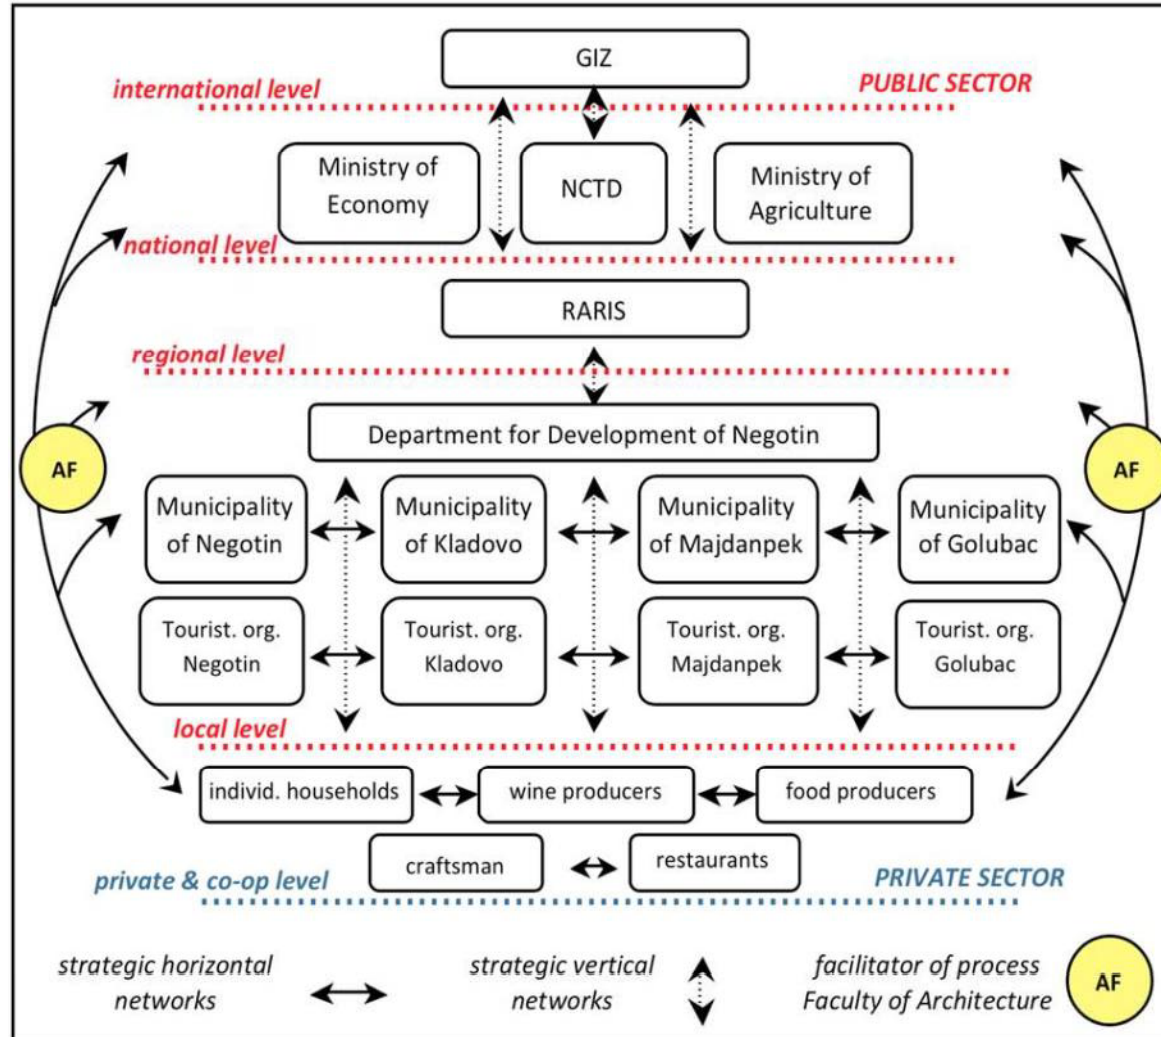 GIZ
international level
PUBLIC SECTOR
Ministry of
Economy
NCTD
Ministry of
Agriculture
national level
RARIS
regional level
Department for Development of Negotin
AF
AF
Municipality
of Negotin
Municipality
of Kladovo
Municipality
of Majdanpek
Municipality
of Golubac
Tourist. org.
Negotin
Tourist. org.
Kladovo
Tourist. org.
Majdanpek
Tourist. org.
Golubac
local level
individ. households
wine producers
food producers
craftsman
restaurants
private & co-op level
PRIVATE SECTOR
strategic horizontal
networks
strategic vertical
networks
facilitator of process
Faculty of Architecture
AF